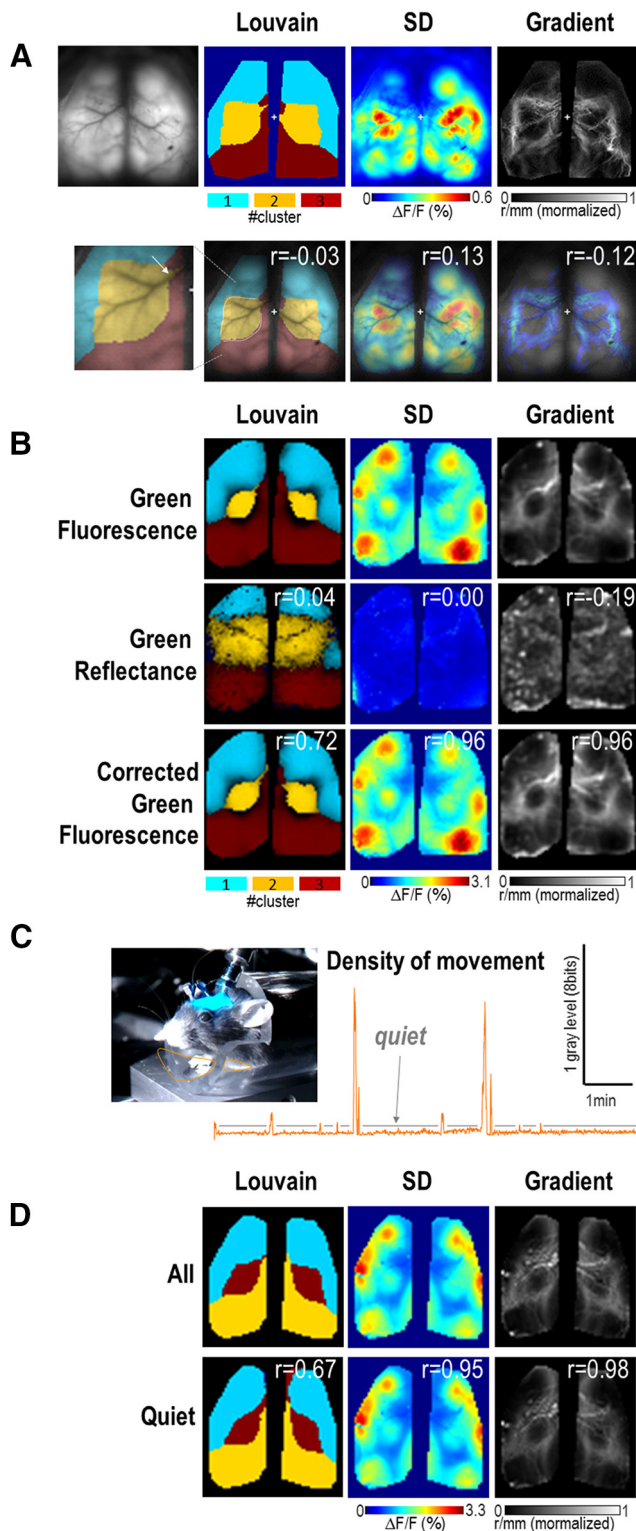 Louvain SD Gradient
A
1 2 3
#cluster
0 0.6
ΔF/F (%)
0 1
r/mm (mormalized)
r=-0.03 r=0.13 r=-0.12
Louvain SD Gradient
B
Green
Fluorescence
r=0.04 r=0.00 r=-0.19
Green
Reflectance
r=0.72 r=0.96 r=0.96
Corrected
Green
Fluorescence
1 2 3
#cluster
0 3.1
ΔF/F (%)
0 1
r/mm (normalized)
C
Density of movement
quiet
1 gray level (8bits)
1min
Louvain SD Gradient
D
All
r=0.67 r=0.95 r=0.98
Quiet
0 3.3
ΔF/F (%)
0 1
r/mm (normalized)